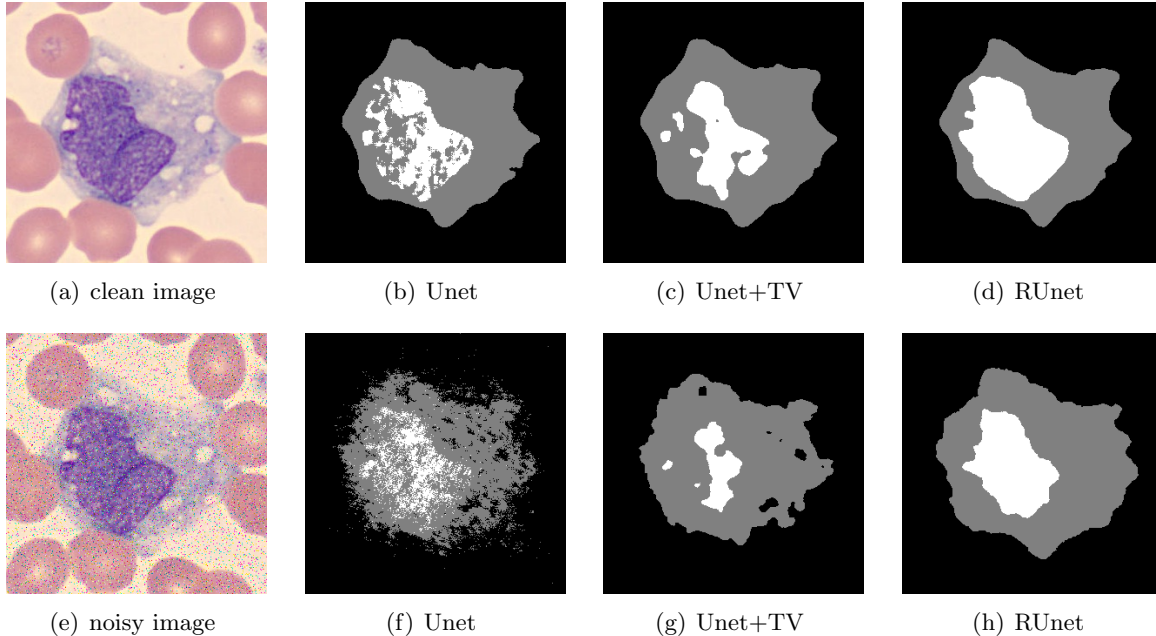 (a) clean image
(b) Unet
(c) Unet+TV
(d) RUnet
(e) noisy image
(f) Unet
(g) Unet+TV
(h) RUnet